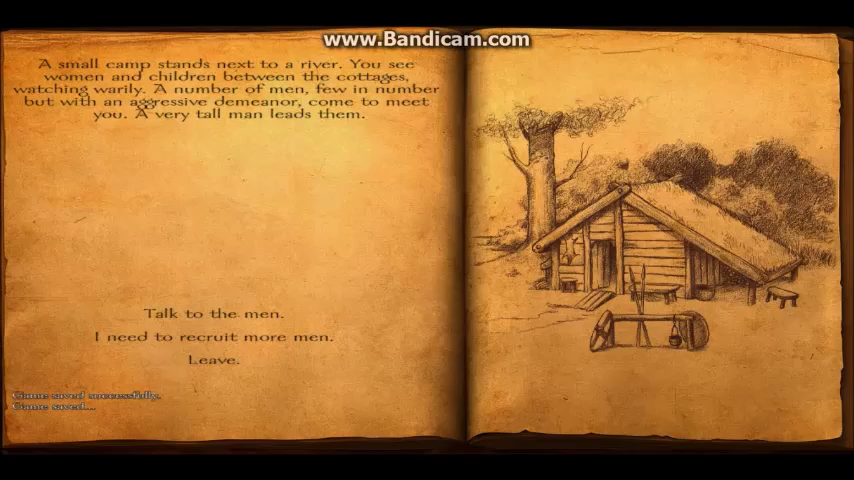 www.Bandicam.com
A small camp stands next to a river. You see
women and children between the cottages,
watching warily. A number of men, few in number
but with an aggressive demeanor, come to meet
you. A very tall man leads them.
Talk to the men.
I need to recruit more men.
Leave.
Game saved successfully.
Game saved...